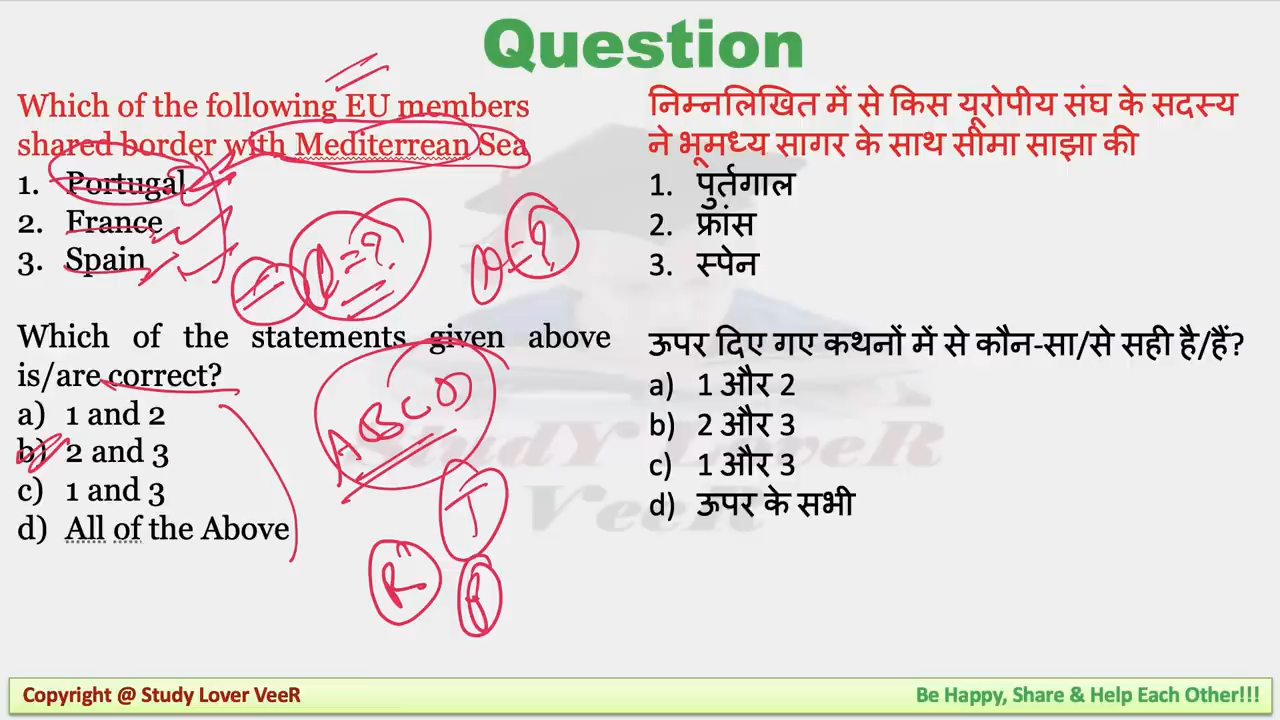 Question
Which of the following EU members
shared border with Mediterrean Sea
1. Portugal
2. France
3. Spain
Which of the statements given above
is/are correct?
a) 1 and 2
b) 2 and 3
c) 1 and 3
d) All of the Above
निम्नलिखित में से किस यूरोपीय संघ के सदस्य
ने भूमध्य सागर के साथ सीमा साझा की
1. पुर्तगाल
2. फ्रांस
3. स्पेन
ऊपर दिए गए कथनों में से कौन-सा/से सही है/हैं?
a) 1 और 2
b) 2 और 3
c) 1 और 3
d) ऊपर के सभी
D = ?
A B C D
T
R
StudY LoveR
VeeR
Copyright @ Study Lover VeeR
Be Happy, Share & Help Each Other!!!